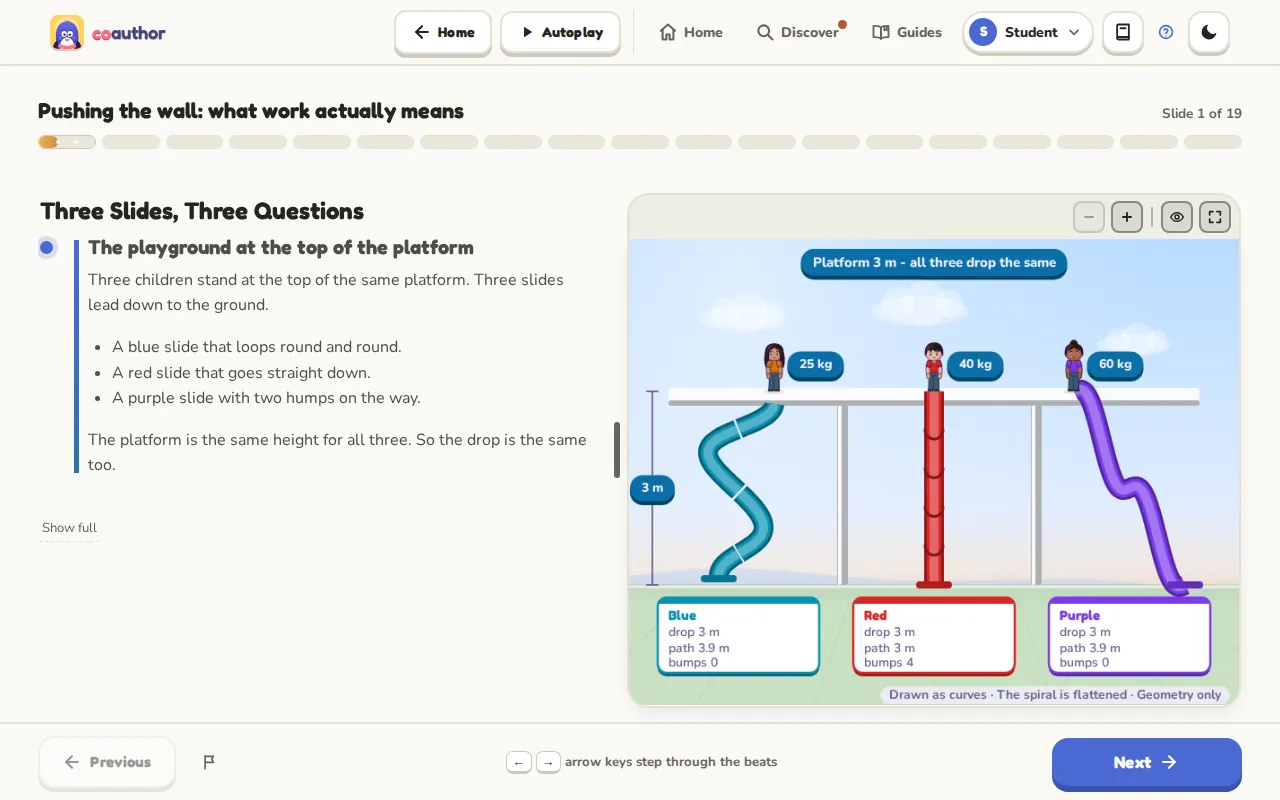 coauthor
Home
Autoplay
Home
Discover
Guides
S
Student
Pushing the wall: what work actually means
Slide 1 of 19
Three Slides, Three Questions
The playground at the top of the platform
Three children stand at the top of the same platform. Three slides
lead down to the ground.
A blue slide that loops round and round.
A red slide that goes straight down.
A purple slide with two humps on the way.
The platform is the same height for all three. So the drop is the same
too.
Show full
Platform 3 m - all three drop the same
25 kg
40 kg
60 kg
3 m
Blue
drop 3 m
path 3.9 m
bumps 0
Red
drop 3 m
path 3 m
bumps 4
Purple
drop 3 m
path 3.9 m
bumps 0
Drawn as curves · The spiral is flattened · Geometry only
Previous
← → arrow keys step through the beats
Next